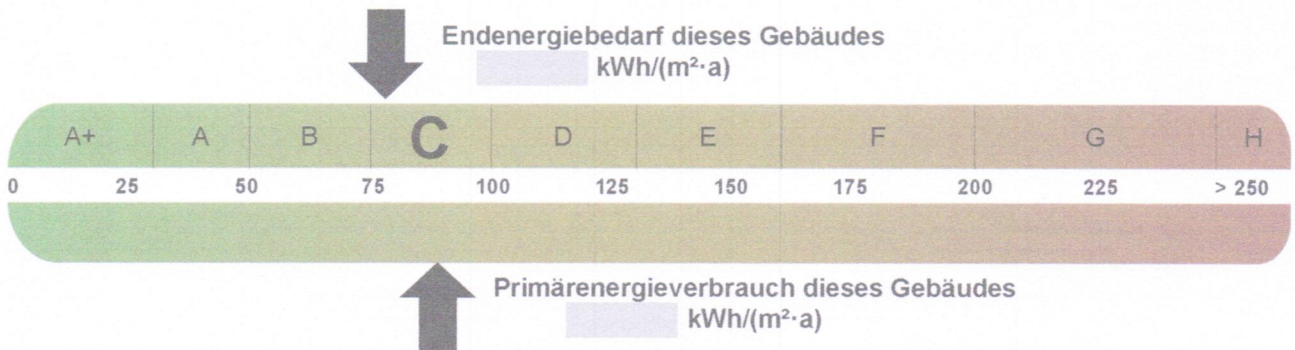 Endenergiebedarf dieses Gebäudes
kWh/(m²·a)
A+ A B C D E F G H
0 25 50 75 100 125 150 175 200 225 > 250
Primärenergieverbrauch dieses Gebäudes
kWh/(m²·a)